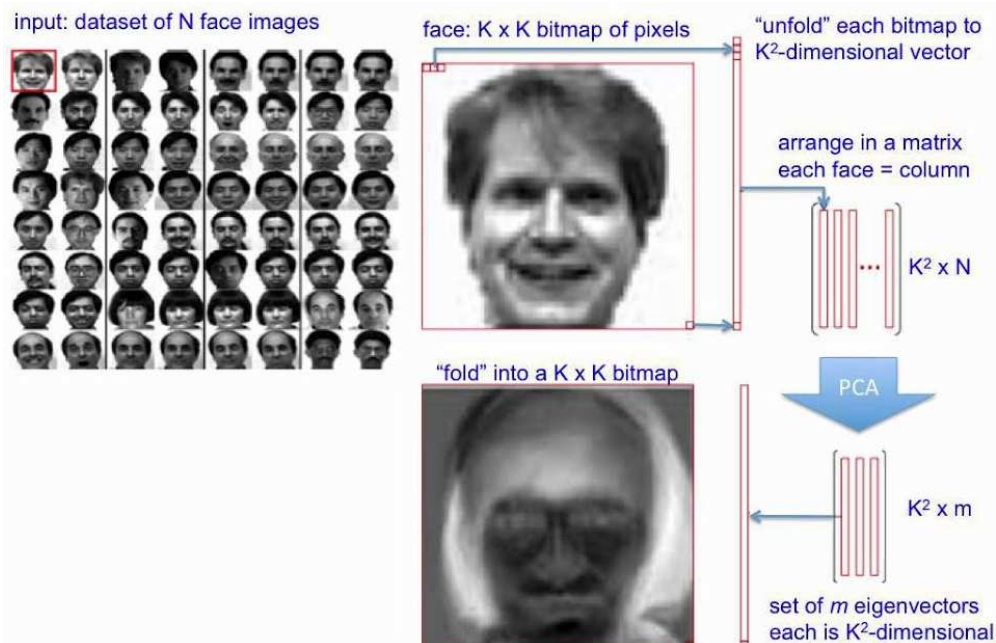 input: dataset of N face images
face: K x K bitmap of pixels
“unfold” each bitmap to
K²-dimensional vector
arrange in a matrix
each face = column
...
K² x N
“fold” into a K x K bitmap
PCA
K² x m
set of m eigenvectors
each is K²-dimensional